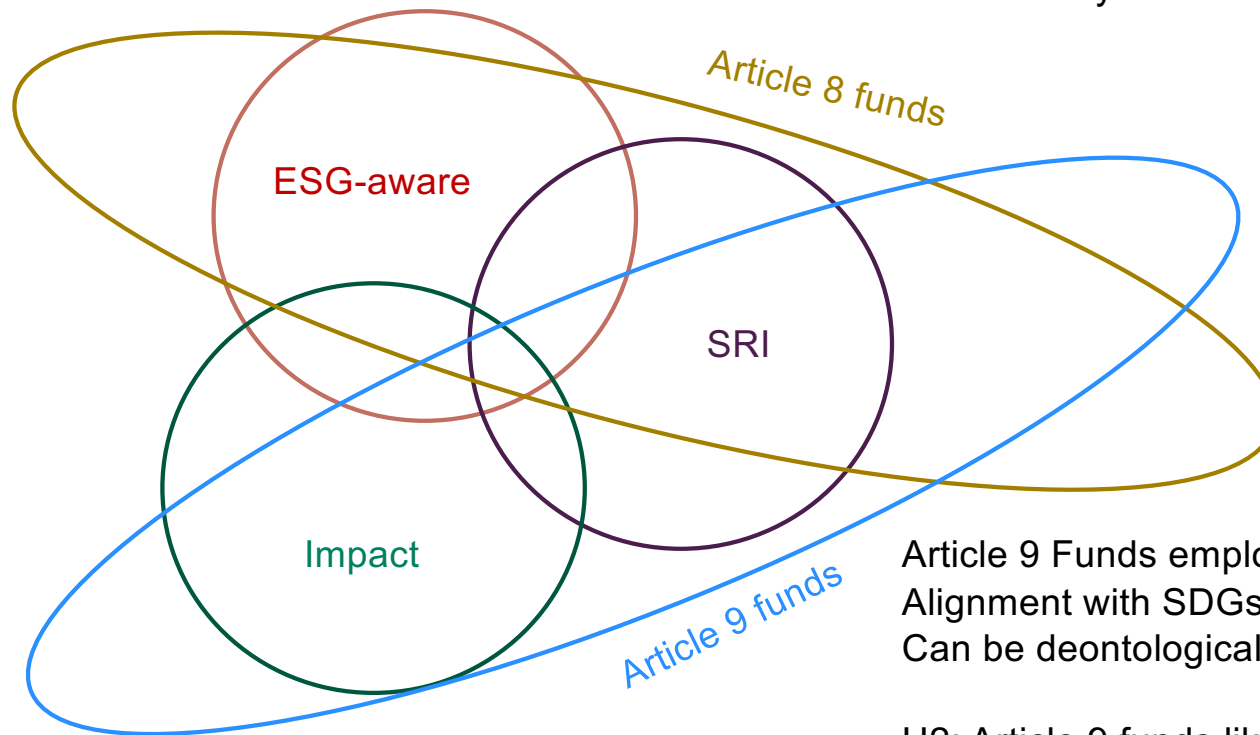 Article 8 funds
ESG-aware
SRI
Impact
Article 9 funds
Article 9 Funds
Alignment with SDGs
Can be deontological